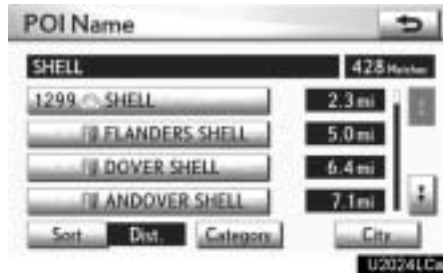 POI Name
SHELL 428 Matches
1299 SHELL 2.3 mi
FLANDERS SHELL 5.0 mi
DOVER SHELL 6.4 mi
ANDOVER SHELL 7.1 mi
Sort Dist. Category City
U2024LCa